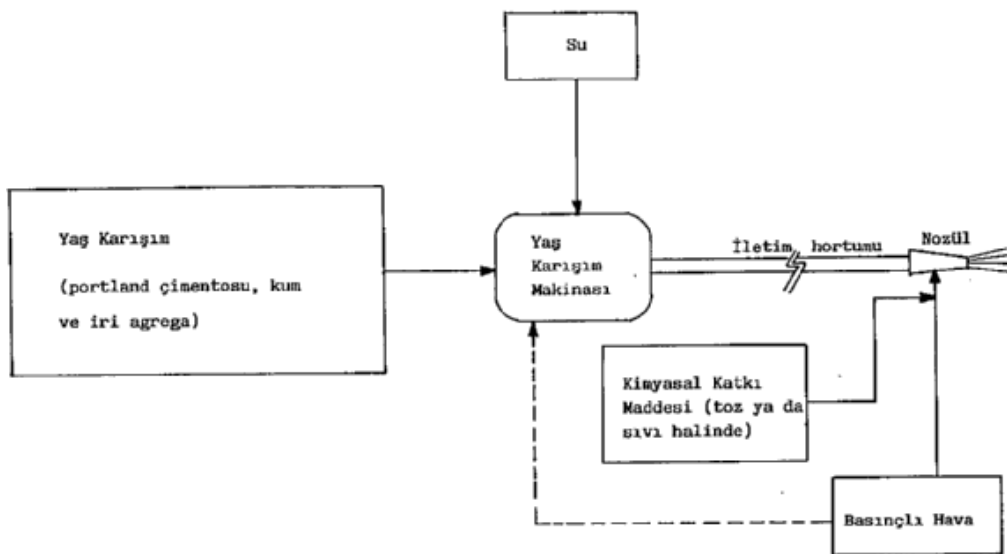 Su
Yaş Karışım
(portland çimentosu, kum
ve iri agrega)
Yaş
Karışım
Makinası
İletim hortumu
Nozül
Kimyasal Katkı
Maddesi (toz ya da
sıvı halinde)
Basınçlı Hava